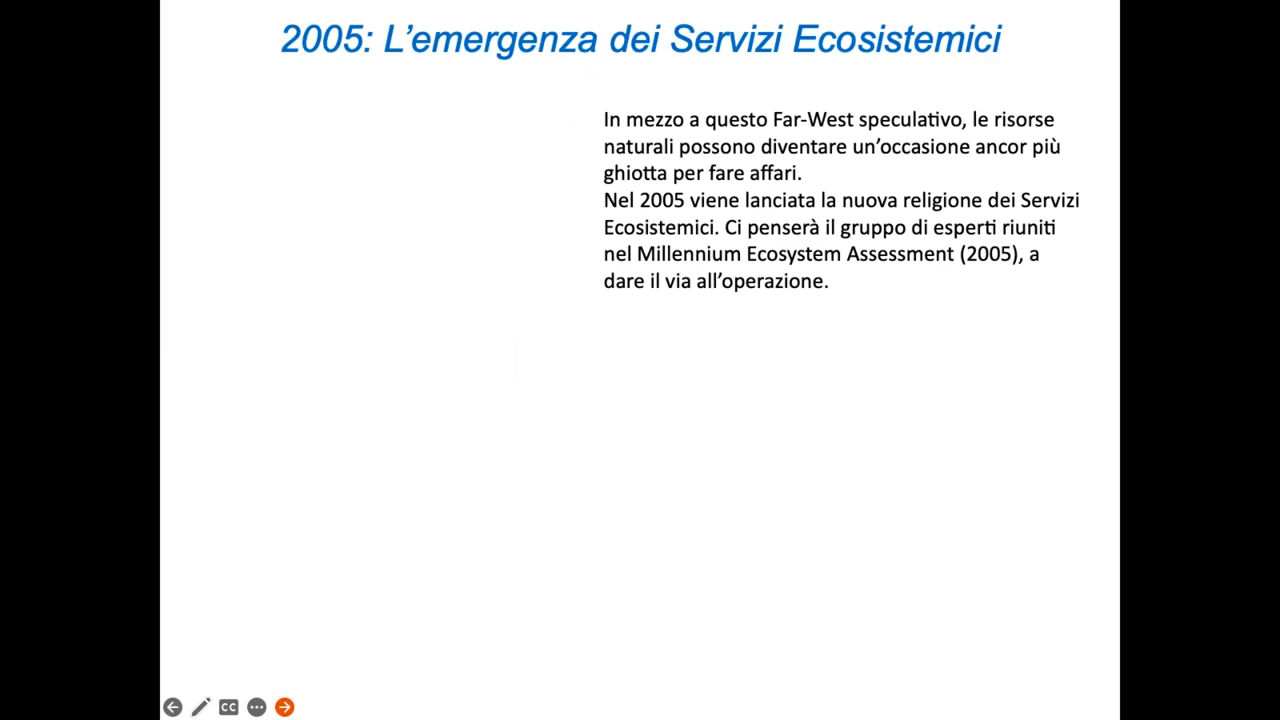 2005: L’emergenza dei Servizi Ecosistemici
In mezzo a questo Far-West speculativo, le risorse
naturali possono diventare un’occasione ancor più
ghiotta per fare affari.
Nel 2005 viene lanciata la nuova religione dei Servizi
Ecosistemici. Ci penserà il gruppo di esperti riuniti
nel Millennium Ecosystem Assessment (2005), a
dare il via all’operazione.
CC